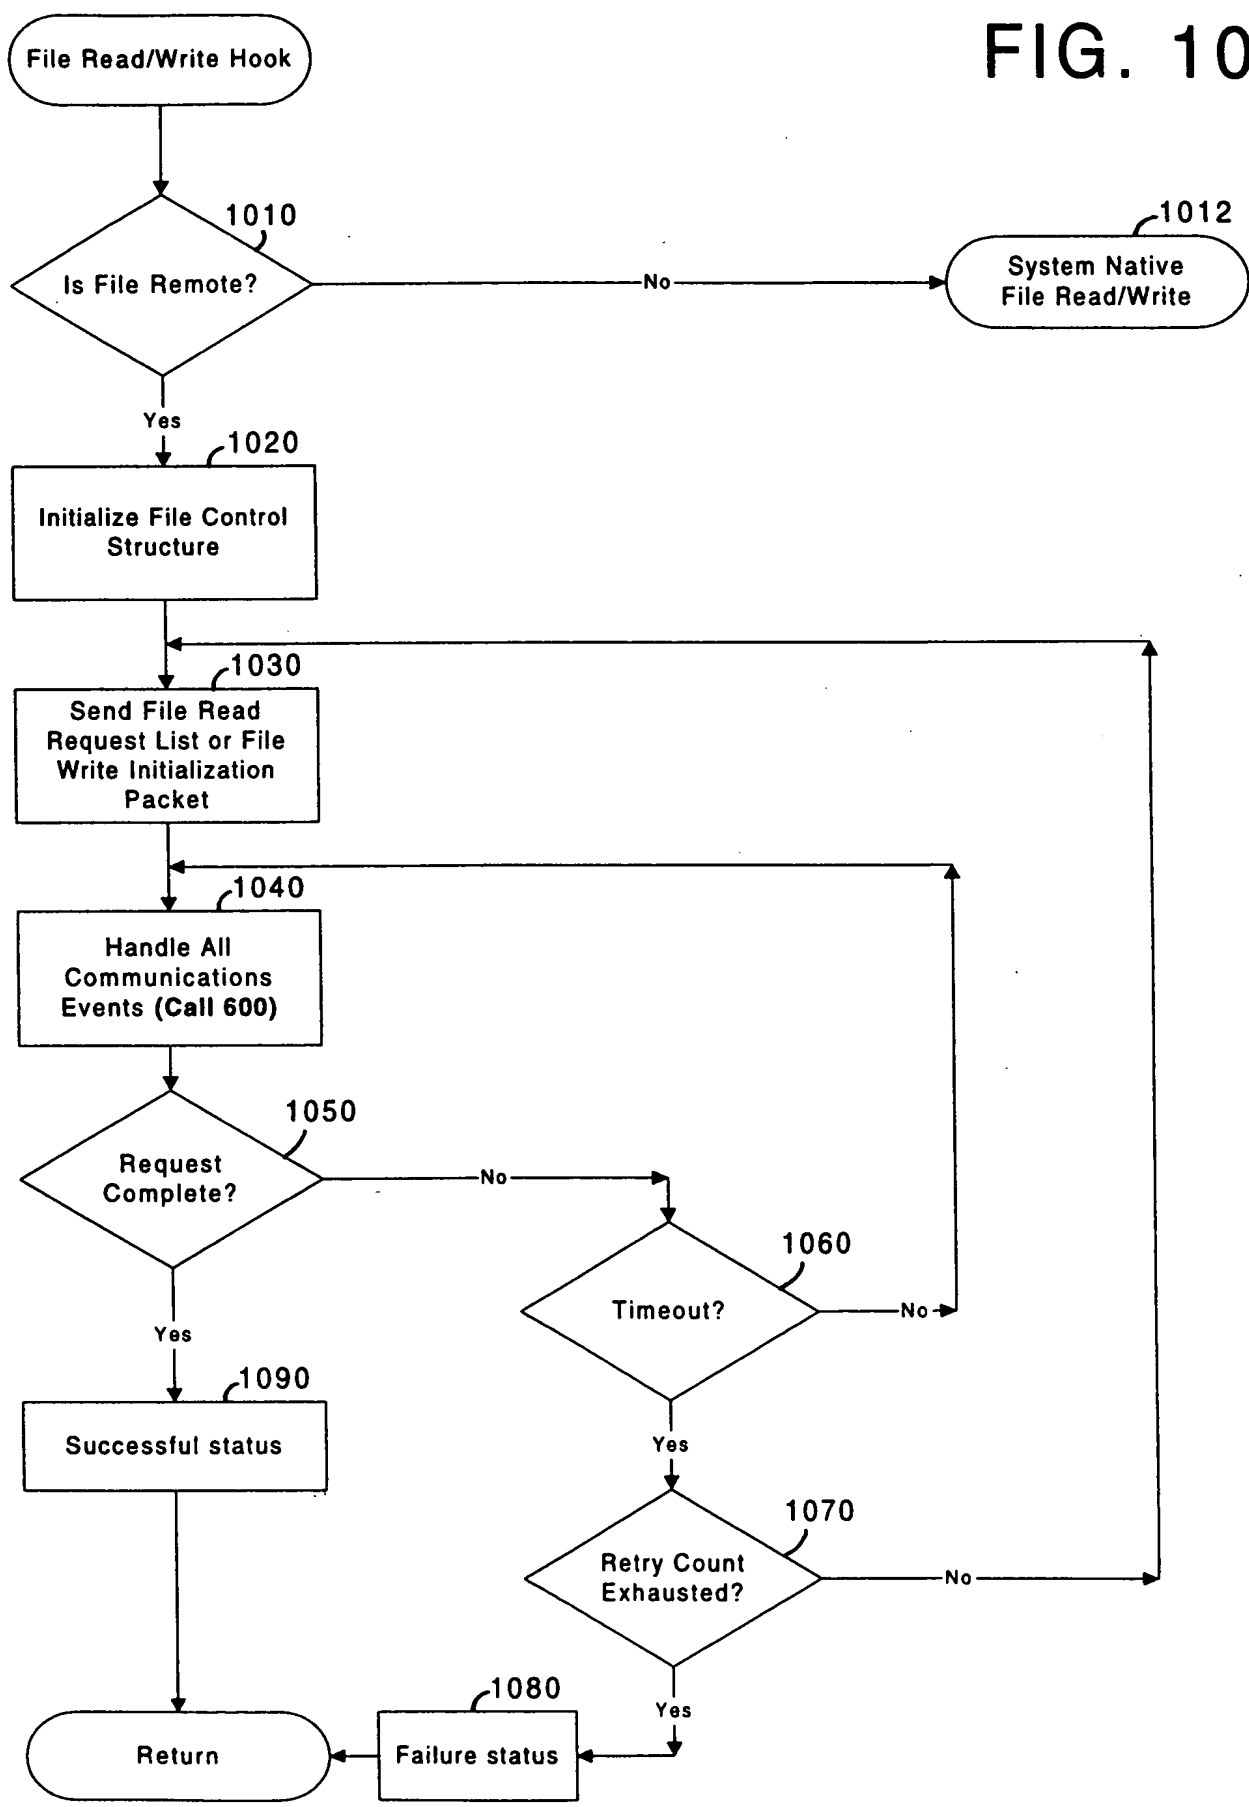 FIG. 10
File Read/Write Hook
1010
Is File Remote?
No
1012
System Native
File Read/Write
Yes
1020
Initialize File Control
Structure
1030
Send File Read
Request List or File
Write Initialization
Packet
1040
Handle All
Communications
Events (Call 600)
1050
Request
Complete?
No
1060
Timeout?
No
Yes
1090
Successful status
Yes
1070
Retry Count
Exhausted?
No
Yes
1080
Failure status
Return